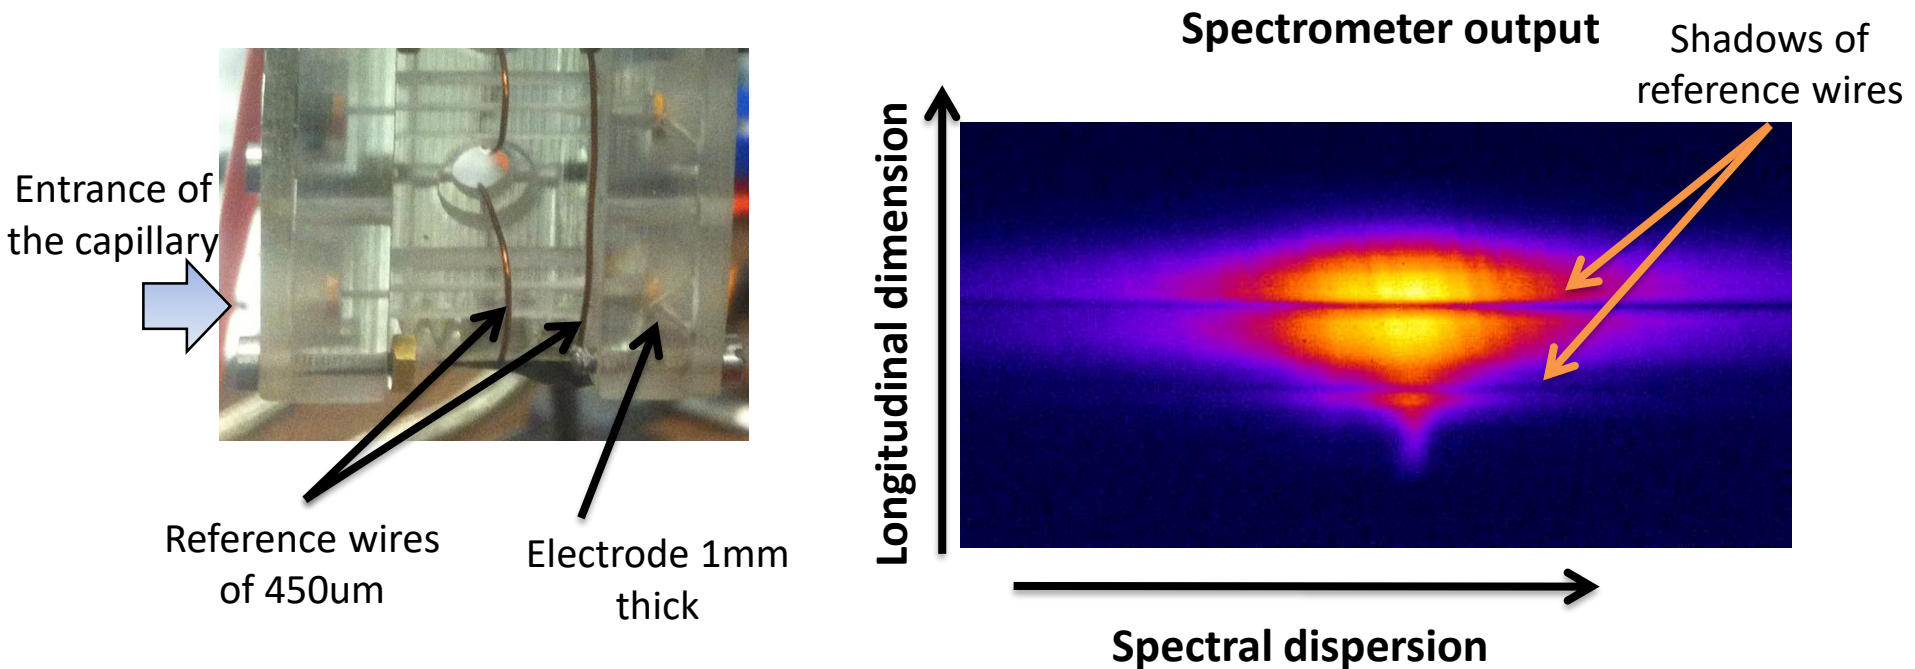 Spectrometer output
Shadows of
reference wires
Entrance of
the capillary
Longitudinal dimension
Reference wires
of 450um
Electrode 1mm
thick
Spectral dispersion